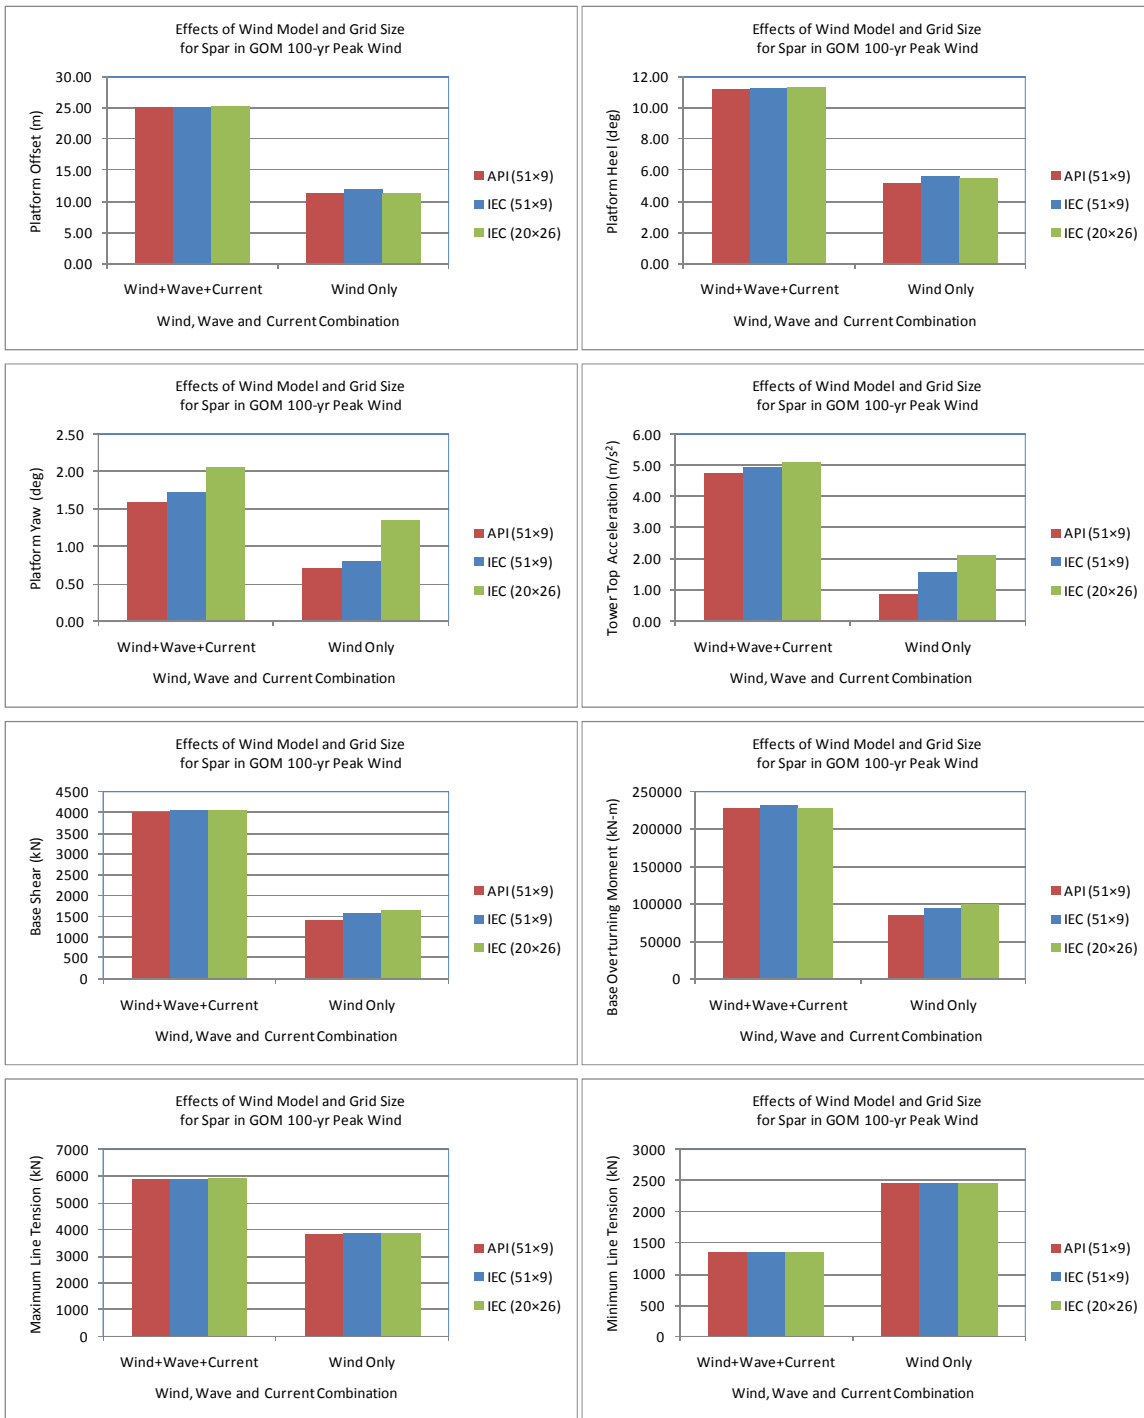 Effects of Wind Model and Grid Size
for Spar in GOM 100-yr Peak Wind
Platform Offset (m)
30.00
25.00
20.00
15.00
10.00
5.00
0.00
Wind+Wave+Current
Wind Only
Wind, Wave and Current Combination
API (51×9)
IEC (51×9)
IEC (20×26)
Effects of Wind Model and Grid Size
for Spar in GOM 100-yr Peak Wind
Platform Heel (deg)
12.00
10.00
8.00
6.00
4.00
2.00
0.00
Wind+Wave+Current
Wind Only
Wind, Wave and Current Combination
API (51×9)
IEC (51×9)
IEC (20×26)
Effects of Wind Model and Grid Size
for Spar in GOM 100-yr Peak Wind
Platform Yaw (deg)
2.50
2.00
1.50
1.00
0.50
0.00
Wind+Wave+Current
Wind Only
Wind, Wave and Current Combination
API (51×9)
IEC (51×9)
IEC (20×26)
Effects of Wind Model and Grid Size
for Spar in GOM 100-yr Peak Wind
Tower Top Acceleration (m/s²)
6.00
5.00
4.00
3.00
2.00
1.00
0.00
Wind+Wave+Current
Wind Only
Wind, Wave and Current Combination
API (51×9)
IEC (51×9)
IEC (20×26)
Effects of Wind Model and Grid Size
for Spar in GOM 100-yr Peak Wind
Base Shear (kN)
4500
4000
3500
3000
2500
2000
1500
1000
500
0
Wind+Wave+Current
Wind Only
Wind, Wave and Current Combination
API (51×9)
IEC (51×9)
IEC (20×26)
Effects of Wind Model and Grid Size
for Spar in GOM 100-yr Peak Wind
Base Overturning Moment (kN-m)
250000
200000
150000
100000
50000
0
Wind+Wave+Current
Wind Only
Wind, Wave and Current Combination
API (51×9)
IEC (51×9)
IEC (20×26)
Effects of Wind Model and Grid Size
for Spar in GOM 100-yr Peak Wind
Maximum Line Tension (kN)
7000
6000
5000
4000
3000
2000
1000
0
Wind+Wave+Current
Wind Only
Wind, Wave and Current Combination
API (51×9)
IEC (51×9)
IEC (20×26)
Effects of Wind Model and Grid Size
for Spar in GOM 100-yr Peak Wind
Minimum Line Tension (kN)
3000
2500
2000
1500
1000
500
0
Wind+Wave+Current
Wind Only
Wind, Wave and Current Combination
API (51×9)
IEC (51×9)
IEC (20×26)